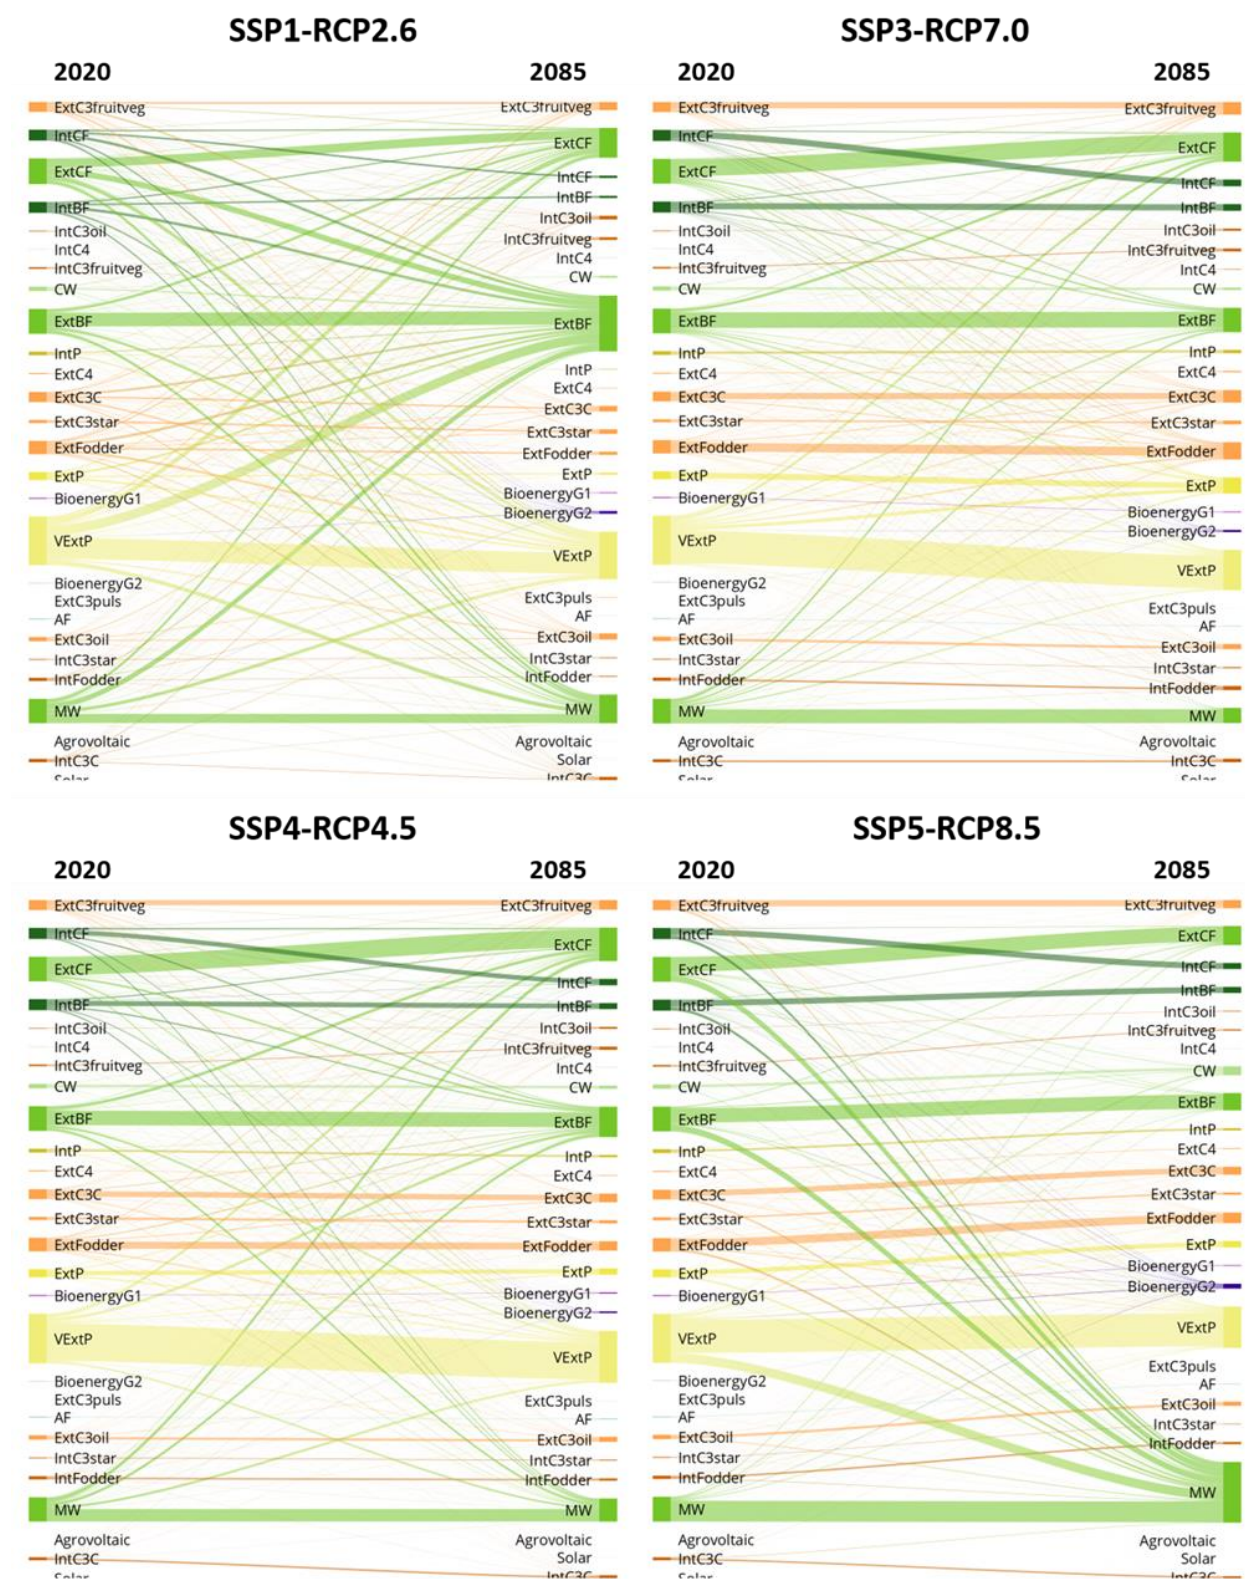 SSP1-RCP2.6
2020
2085
ExtC3fruitveg
IntCF
ExtCF
IntBF
IntC3oil
IntC4
IntC3fruitveg
CW
ExtBF
IntP
ExtC4
ExtC3C
ExtC3star
ExtFodder
ExtP
BioenergyG1
VExtP
BioenergyG2
ExtC3puls
AF
ExtC3oil
IntC3star
IntFodder
MW
Agrovoltaic
IntC3C
Solar
ExtC3fruitveg
ExtCF
IntCF
IntBF
IntC3oil
IntC3fruitveg
IntC4
CW
ExtBF
IntP
ExtC4
ExtC3C
ExtC3star
ExtFodder
ExtP
BioenergyG1
BioenergyG2
VExtP
ExtC3puls
AF
ExtC3oil
IntC3star
IntFodder
MW
Agrovoltaic
Solar
IntC3C
SSP3-RCP7.0
2020
2085
ExtC3fruitveg
IntCF
ExtCF
IntBF
IntC3oil
IntC4
IntC3fruitveg
CW
ExtBF
IntP
ExtC4
ExtC3C
ExtC3star
ExtFodder
ExtP
BioenergyG1
VExtP
BioenergyG2
ExtC3puls
AF
ExtC3oil
IntC3star
IntFodder
MW
Agrovoltaic
IntC3C
Solar
ExtC3fruitveg
ExtCF
IntCF
IntBF
IntC3oil
IntC3fruitveg
IntC4
CW
ExtBF
IntP
ExtC4
ExtC3C
ExtC3star
ExtFodder
ExtP
BioenergyG1
BioenergyG2
VExtP
ExtC3puls
AF
ExtC3oil
IntC3star
IntFodder
MW
Agrovoltaic
IntC3C
Solar
SSP4-RCP4.5
2020
2085
ExtC3fruitveg
IntCF
ExtCF
IntBF
IntC3oil
IntC4
IntC3fruitveg
CW
ExtBF
IntP
ExtC4
ExtC3C
ExtC3star
ExtFodder
ExtP
BioenergyG1
VExtP
BioenergyG2
ExtC3puls
AF
ExtC3oil
IntC3star
IntFodder
MW
Agrovoltaic
IntC3C
Solar
ExtC3fruitveg
ExtCF
IntCF
IntBF
IntC3oil
IntC3fruitveg
IntC4
CW
ExtBF
IntP
ExtC4
ExtC3C
ExtC3star
ExtFodder
ExtP
BioenergyG1
BioenergyG2
VExtP
ExtC3puls
AF
ExtC3oil
IntC3star
IntFodder
MW
Agrovoltaic
Solar
IntC3C
SSP5-RCP8.5
2020
2085
ExtC3fruitveg
IntCF
ExtCF
IntBF
IntC3oil
IntC4
IntC3fruitveg
CW
ExtBF
IntP
ExtC4
ExtC3C
ExtC3star
ExtFodder
ExtP
BioenergyG1
VExtP
BioenergyG2
ExtC3puls
AF
ExtC3oil
IntC3star
IntFodder
MW
Agrovoltaic
IntC3C
Solar
ExtC3fruitveg
ExtCF
IntCF
IntBF
IntC3oil
IntC3fruitveg
IntC4
CW
ExtBF
IntP
ExtC4
ExtC3C
ExtC3star
ExtFodder
ExtP
BioenergyG1
BioenergyG2
VExtP
ExtC3puls
AF
ExtC3oil
IntC3star
IntFodder
MW
Agrovoltaic
Solar
IntC3C